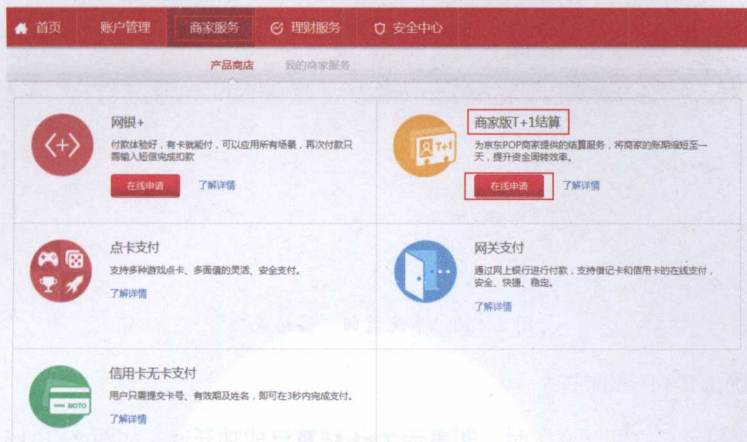 首页 账户管理 商家服务 理财服务 安全中心
产品商店 我的商家服务
网银+
付款体验好，有卡就能付，可以应用所有场景，再次付款只
需输入短信完成扣款
在线申请 了解详情
T+1
商家版T+1结算
为京东POP商家提供的结算服务，将商家的账期缩短至一
天，提升资金周转效率。
在线申请 了解详情
点卡支付
支持多种游戏点卡、多面值的灵活、安全支付。
了解详情
网关支付
通过网上银行进行付款，支持借记卡和信用卡的在线支付，
安全、快捷、稳定。
了解详情
MOTO
信用卡无卡支付
用户只需提交卡号、有效期及姓名，即可在3秒内完成支付。
了解详情